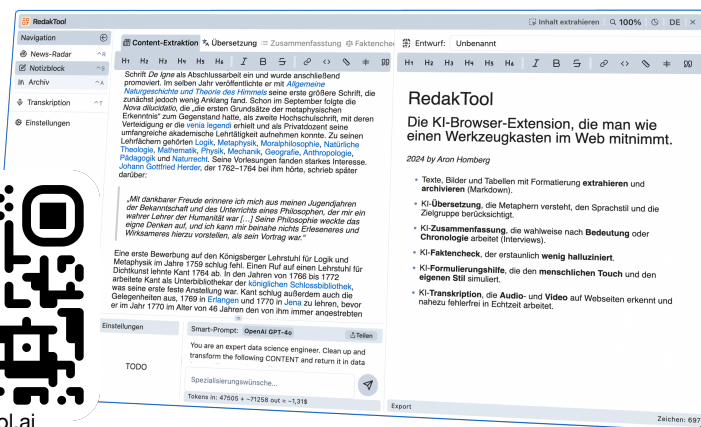 RedakTool
Inhalt extrahieren
100%
DE
Navigation
News-Radar ^R
Notizblock ^S
Archiv ^A
Transkription ^T
Einstellungen
Content-Extraktion Übersetzung Zusammenfasstung Faktenchec
H1 H2 H3 H4 H5 H6 I B S
Schrift De Igne als Abschlussarbeit ein und wurde anschließend
promoviert. Im selben Jahr veröffentlichte er mit Allgemeine
Naturgeschichte und Theorie des Himmels seine erste größere Schrift, die
zunächst jedoch wenig Anklang fand. Schon im September folgte die
Nova dilucidatio, die „die ersten Grundsätze der metaphysischen
Erkenntnis" zum Gegenstand hatte, als zweite Hochschulschrift, mit deren
Verteidigung er die venia legendi erhielt und als Privatdozent seine
umfangreiche akademische Lehrtätigkeit aufnehmen konnte. Zu seinen
Lehrfächern gehörten Logik, Metaphysik, Moralphilosophie, Natürliche
Theologie, Mathematik, Physik, Mechanik, Geografie, Anthropologie,
Pädagogik und Naturrecht. Seine Vorlesungen fanden starkes Interesse.
Johann Gottfried Herder, der 1762–1764 bei ihm hörte, schrieb später
darüber:
„Mit dankbarer Freude erinnere ich mich aus meinen Jugendjahren
der Bekanntschaft und des Unterrichts eines Philosophen, der mir ein
wahrer Lehrer der Humanität war […] Seine Philosophie weckte das
eigne Denken auf, und ich kann mir beinahe nichts Erleseneres und
Wirksameres hierzu vorstellen, als sein Vortrag war."
Eine erste Bewerbung auf den Königsberger Lehrstuhl für Logik und
Metaphysik im Jahre 1759 schlug fehl. Einen Ruf auf einen Lehrstuhl für
Dichtkunst lehnte Kant 1764 ab. In den Jahren von 1766 bis 1772
arbeitete Kant als Unterbibliothekar der königlichen Schlossbibliothek,
was seine erste feste Anstellung war. Kant schlug außerdem auch die
Gelegenheiten aus, 1769 in Erlangen und 1770 in Jena zu lehren, bevor
er im Jahr 1770 im Alter von 46 Jahren den von ihm immer angestrebten
Einstellungen
TODO
Smart-Prompt: OpenAI GPT-4o
Teilen
You are an expert data science engineer. Clean up and
transform the following CONTENT and return it in data
Spezialisierungswünsche...
Tokens in: 47505 + ~71258 out ≈ ~1,31$
Entwurf: Unbenannt
H1 H2 H3 H4 H5 H6 I B S
RedakTool
Die KI-Browser-Extension, die man wie
einen Werkzeugkasten im Web mitnimmt.
2024 by Aron Homberg
• Texte, Bilder und Tabellen mit Formatierung extrahieren und
archivieren (Markdown).
• KI-Übersetzung, die Metaphern versteht, den Sprachstil und die
Zielgruppe berücksichtigt.
• KI-Zusammenfassung, die wahlweise nach Bedeutung oder
Chronologie arbeitet (Interviews).
• KI-Faktencheck, der erstaunlich wenig halluziniert.
• KI-Formulierungshilfe, die den menschlichen Touch und den
eigenen Stil simuliert.
• KI-Transkription, die Audio- und Video auf Webseiten erkennt und
nahezu fehlerfrei in Echtzeit arbeitet.
Export
Zeichen: 697
ol.ai